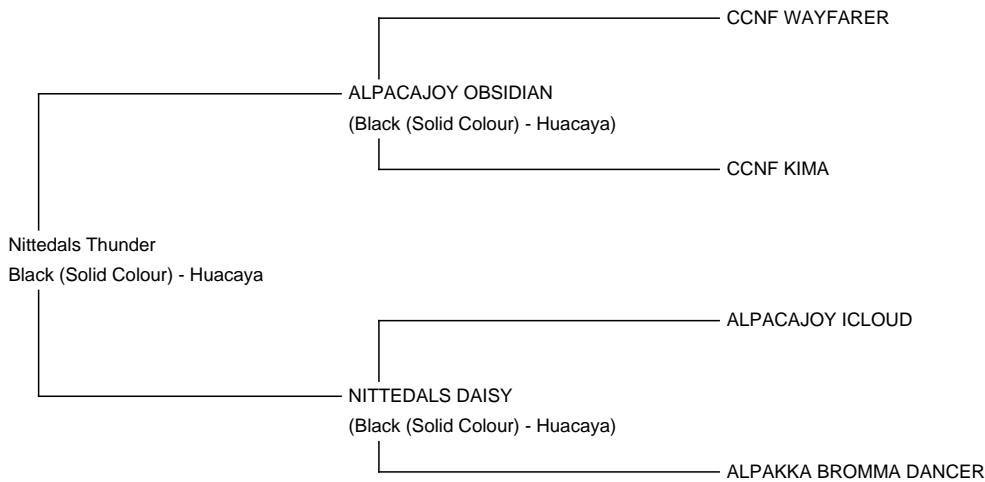 CCNF WAYFARER
ALPACAJOY OBSIDIAN
(Black (Solid Colour) - Huacaya)
CCNF KIMA
Nittedals Thunder
Black (Solid Colour) - Huacaya
ALPACAJOY ICLOUD
NITTEDALS DAISY
(Black (Solid Colour) - Huacaya)
ALPAKKA BROMMA DANCER